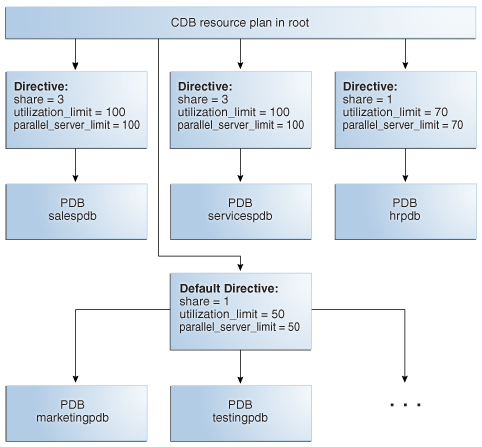 CDB resource plan in root
Directive:
share = 3
utilization_limit = 100
parallel_server_limit = 100
Directive:
share = 3
utilization_limit = 100
parallel_server_limit = 100
Directive:
share = 1
utilization_limit = 70
parallel_server_limit = 70
PDB
salespdb
PDB
servicespdb
PDB
hrpdb
Default Directive:
share = 1
utilization_limit = 50
parallel_server_limit = 50
PDB
marketingpdb
PDB
testingpdb
. . .